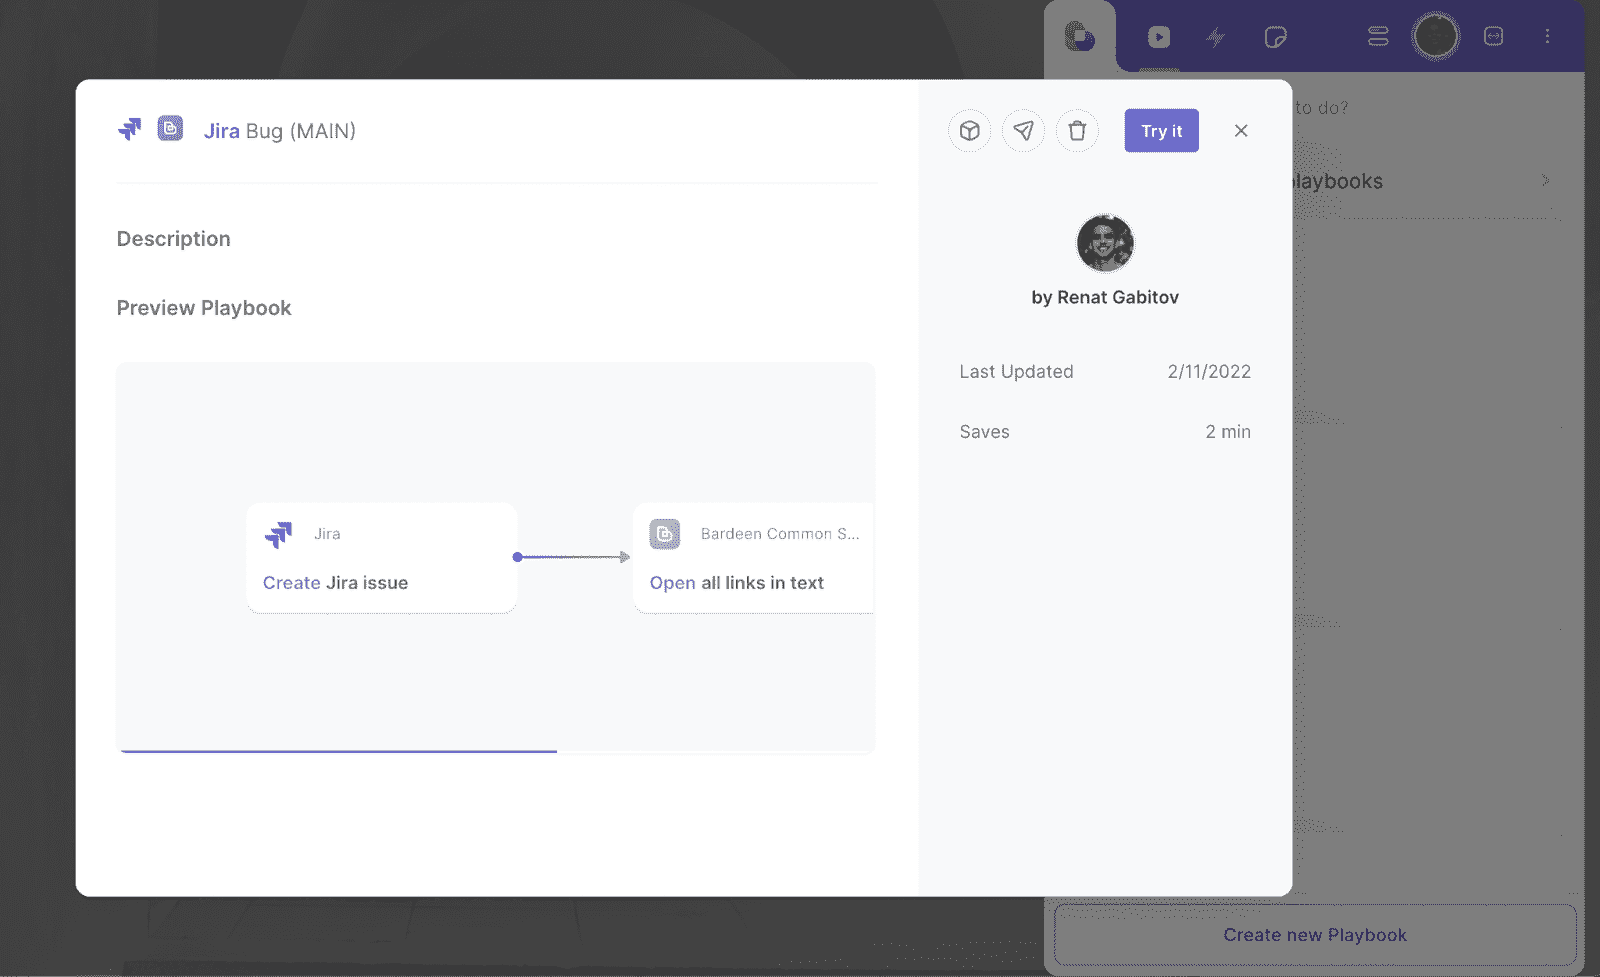 to do?
Jira Bug (MAIN)
Try it
playbooks
Description
by Renat Gabitov
Preview Playbook
Last Updated 2/11/2022
Saves 2 min
Jira
Create Jira issue
Bardeen Common S...
Open all links in text
Create new Playbook